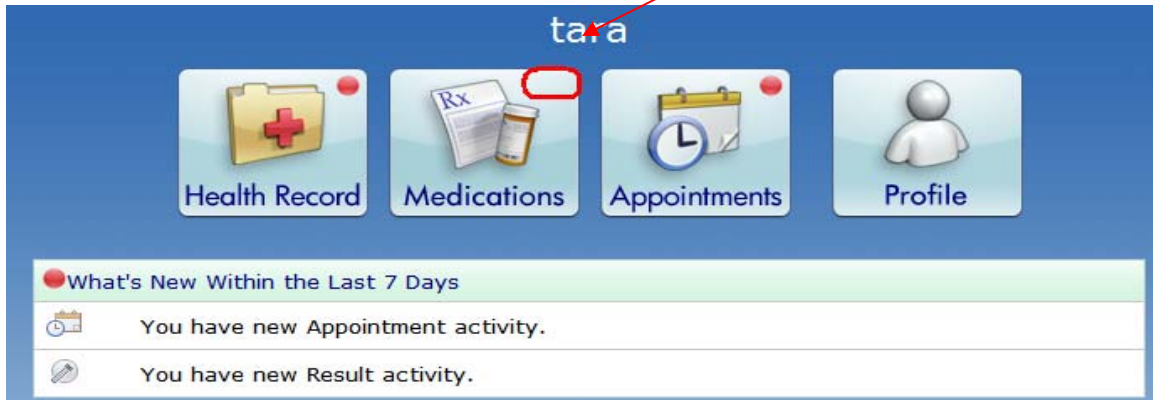 tara
Rx
Health Record Medications Appointments Profile
What's New Within the Last 7 Days
You have new Appointment activity.
You have new Result activity.